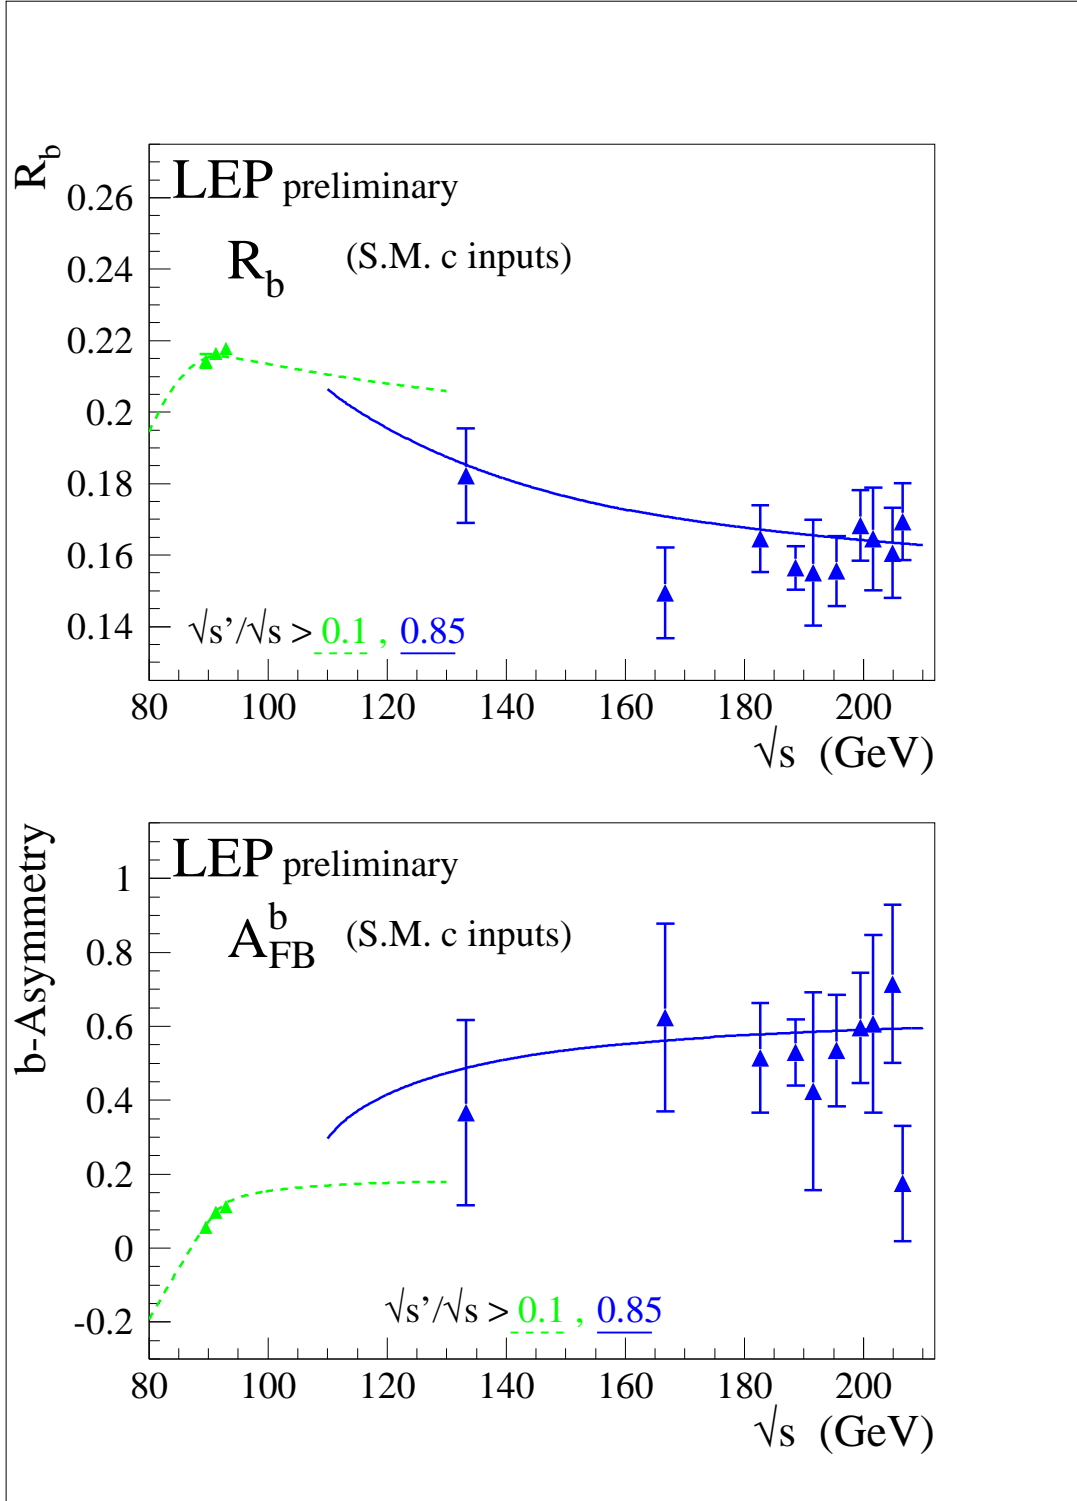 R_b
LEP preliminary
R_b (S.M. c inputs)
0.26
0.24
0.22
0.2
0.18
0.16
0.14
√s’/√s > 0.1 , 0.85
80 100 120 140 160 180 200
√s (GeV)
b-Asymmetry
LEP preliminary
A_FB^b (S.M. c inputs)
1
0.8
0.6
0.4
0.2
0
-0.2
√s’/√s > 0.1 , 0.85
80 100 120 140 160 180 200
√s (GeV)